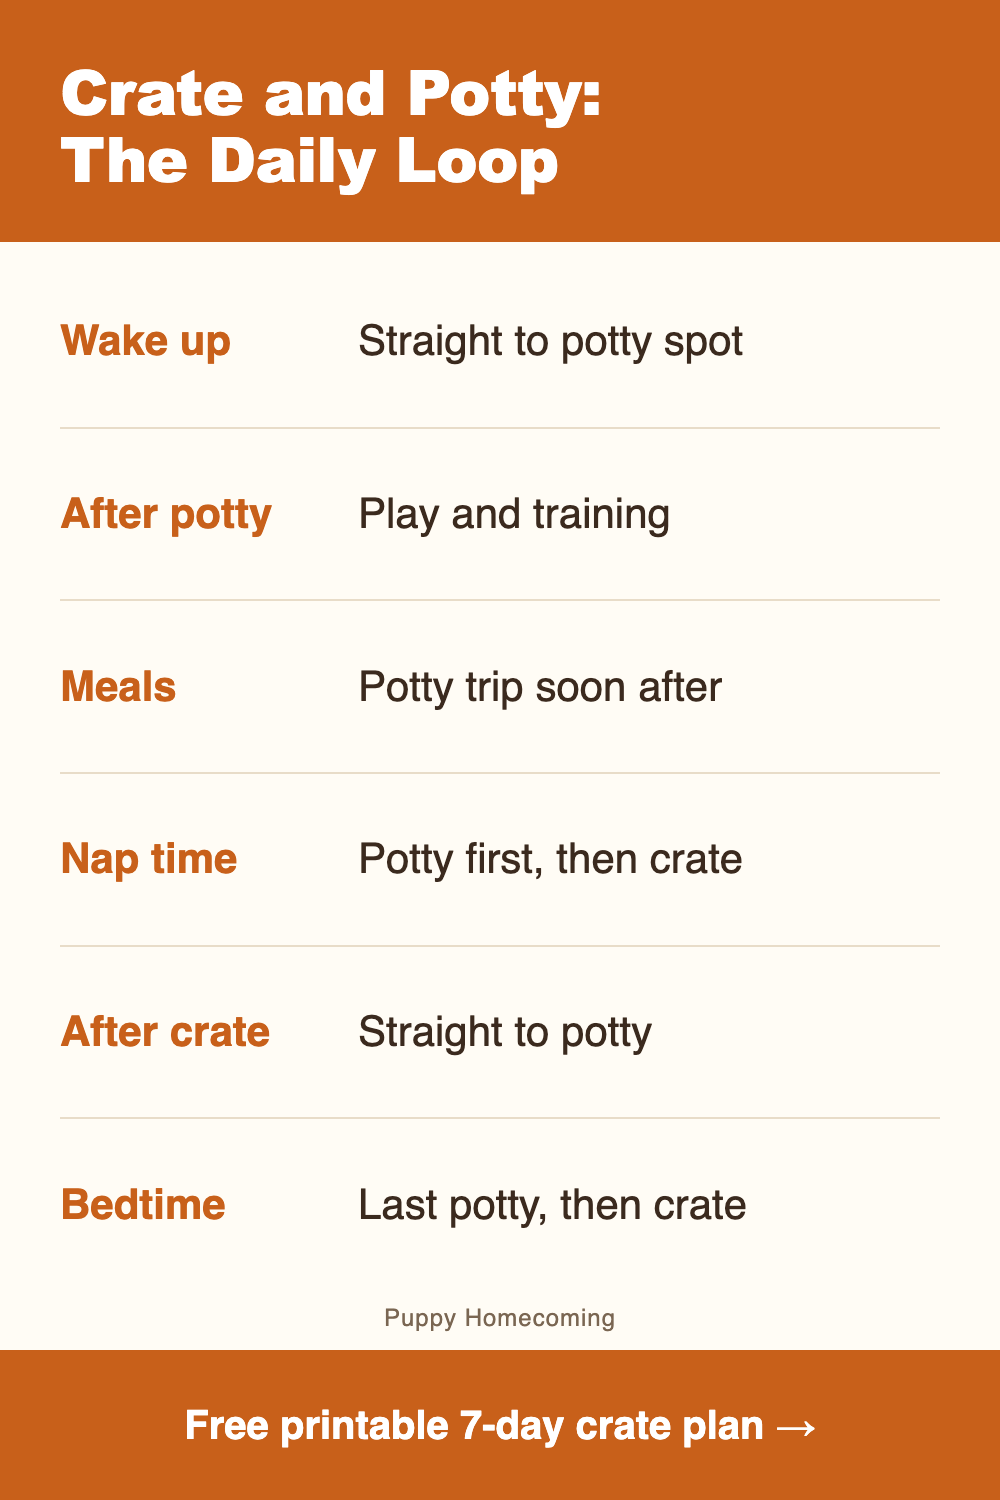 Crate and Potty:
The Daily Loop
Wake up Straight to potty spot
After potty Play and training
Meals Potty trip soon after
Nap time Potty first, then crate
After crate Straight to potty
Bedtime Last potty, then crate
Puppy Homecoming
Free printable 7-day crate plan →